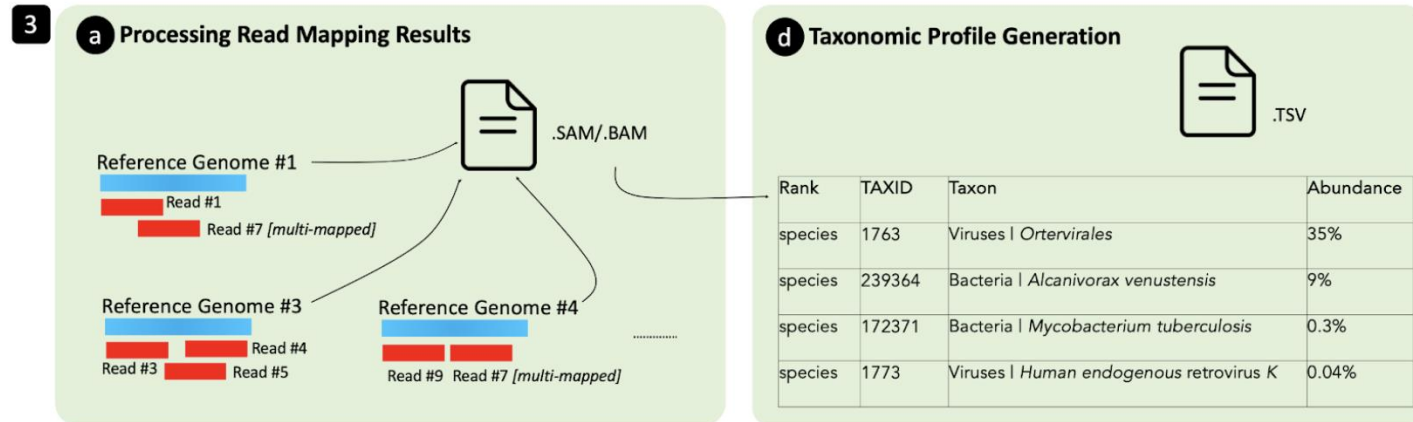 3
a Processing Read Mapping Results
.SAM/.BAM
Reference Genome #1
Read #1
Read #7 [multi-mapped]
Reference Genome #3
Read #4
Read #3
Read #5
Reference Genome #4
Read #9 Read #7 [multi-mapped]
d Taxonomic Profile Generation
.TSV
Rank TAXID Taxon Abundance
species 1763 Viruses | Ortervirales 35%
species 239364 Bacteria | Alcanivorax venustensis 9%
species 172371 Bacteria | Mycobacterium tuberculosis 0.3%
species 1773 Viruses | Human endogenous retrovirus K 0.04%